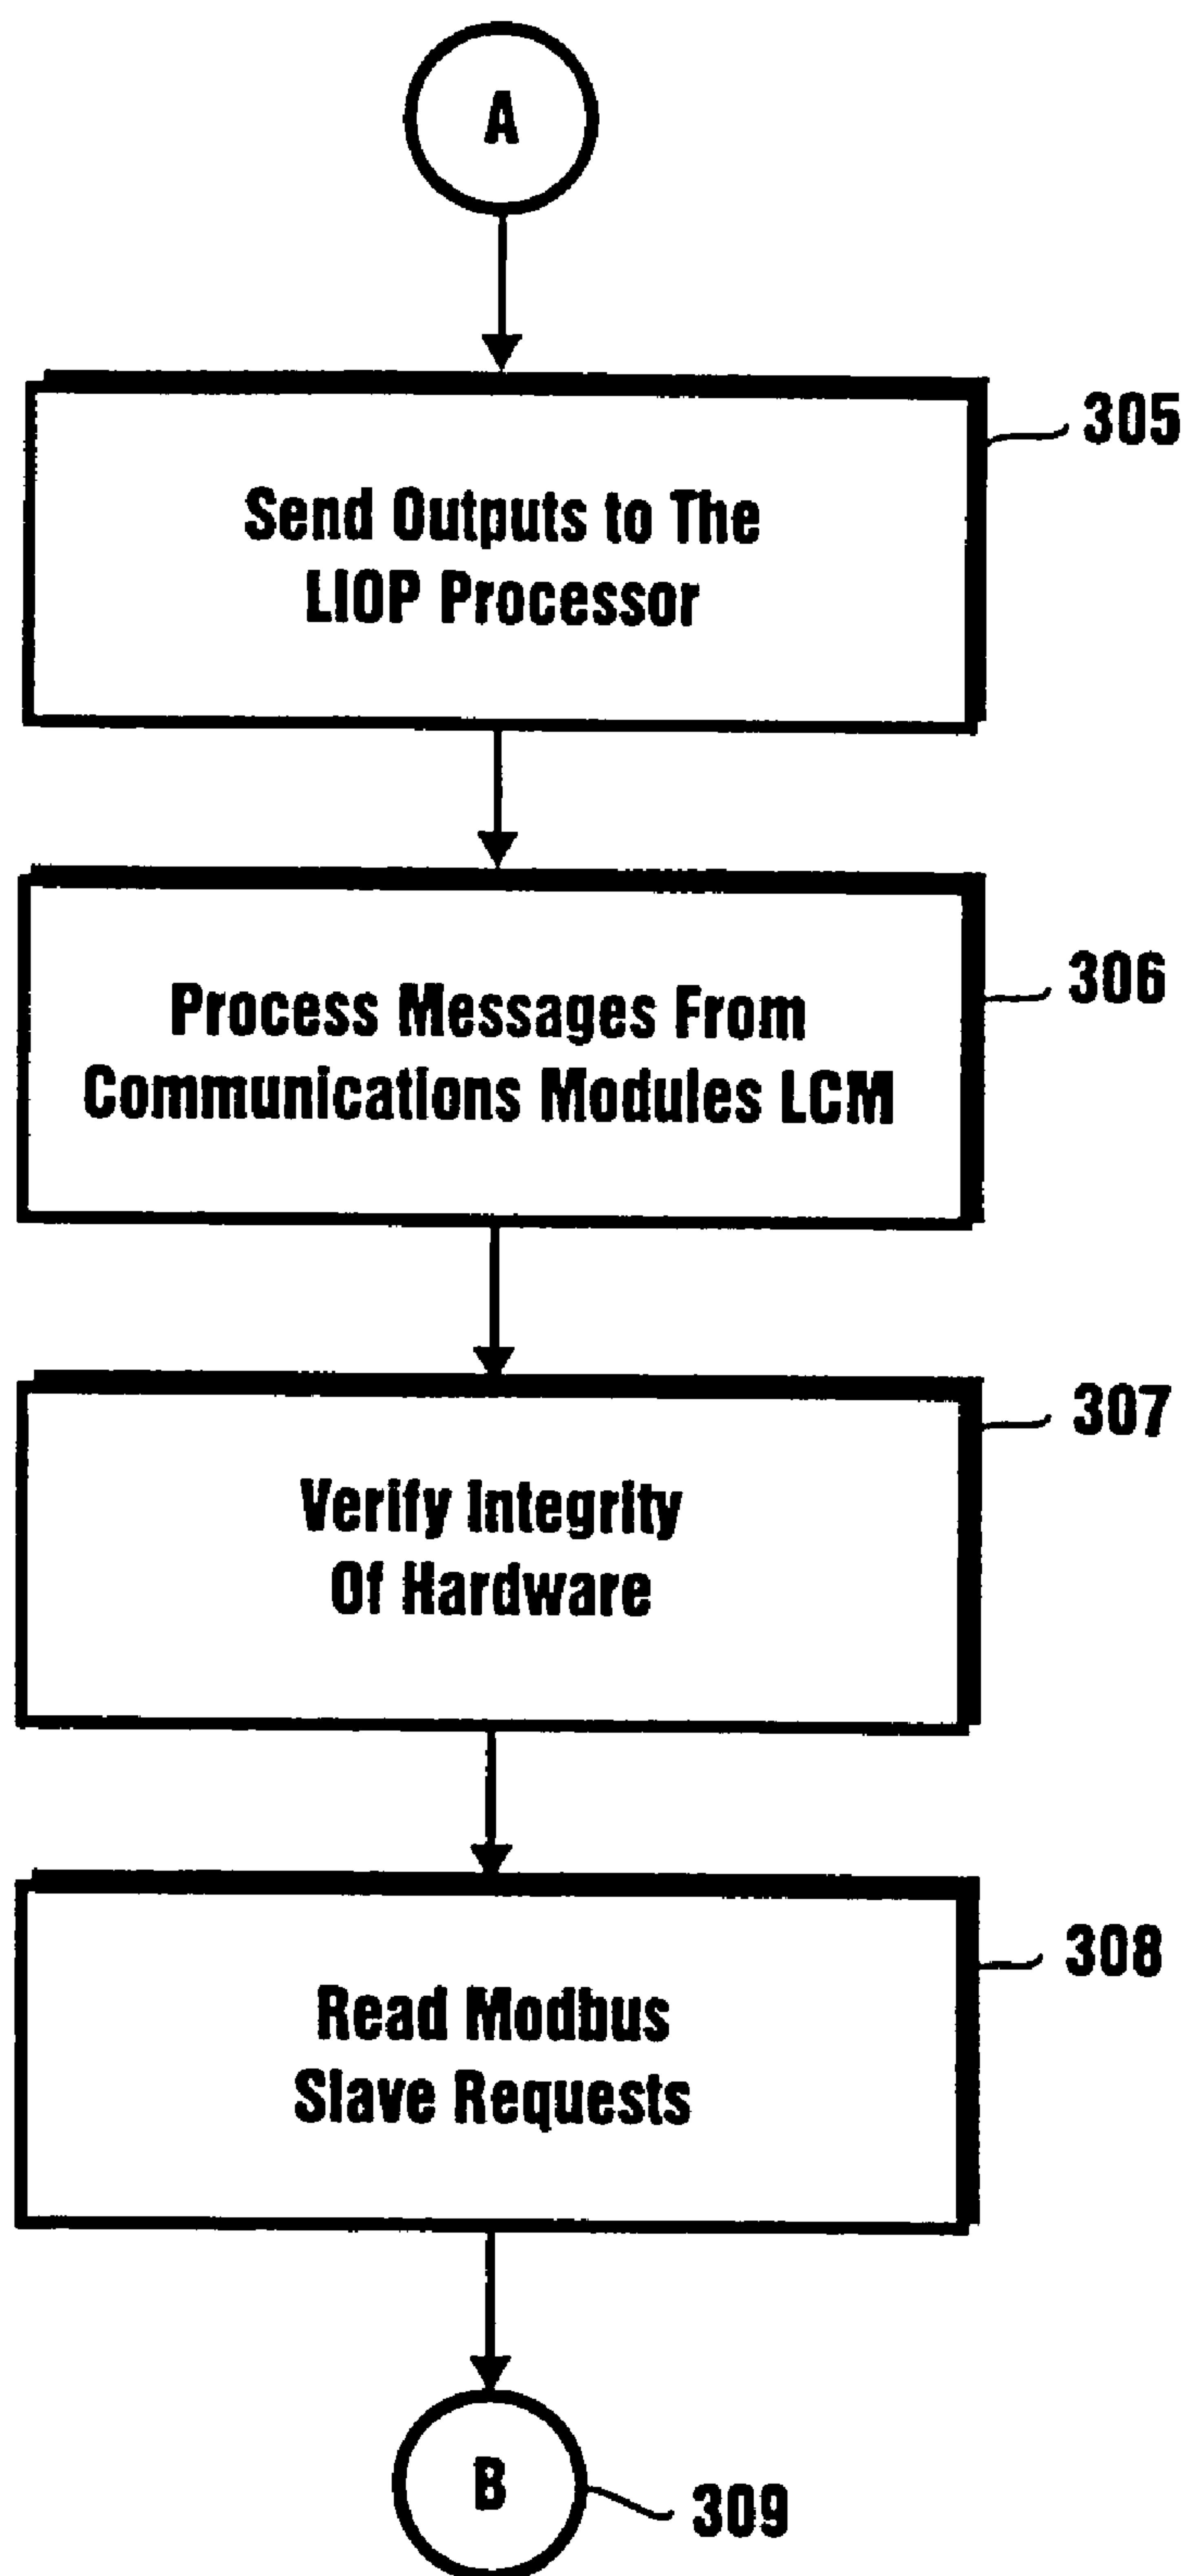 A
305
Send Outputs to The
LIOP Processor
306
Process Messages From
Communications Modules LCM
307
Verify Integrity
Of Hardware
308
Read Modbus
Slave Requests
B
309